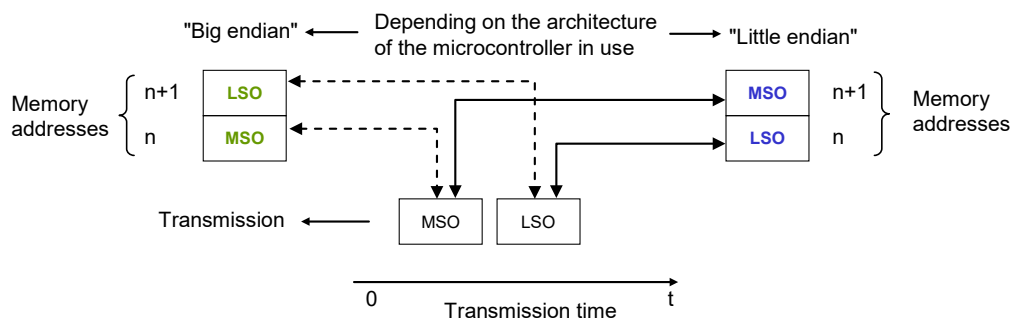 Depending on the architecture
of the microcontroller in use
"Big endian"
"Little endian"
Memory
addresses
n+1
n
LSO
MSO
MSO
LSO
n+1
n
Memory
addresses
Transmission
MSO
LSO
0
t
Transmission time